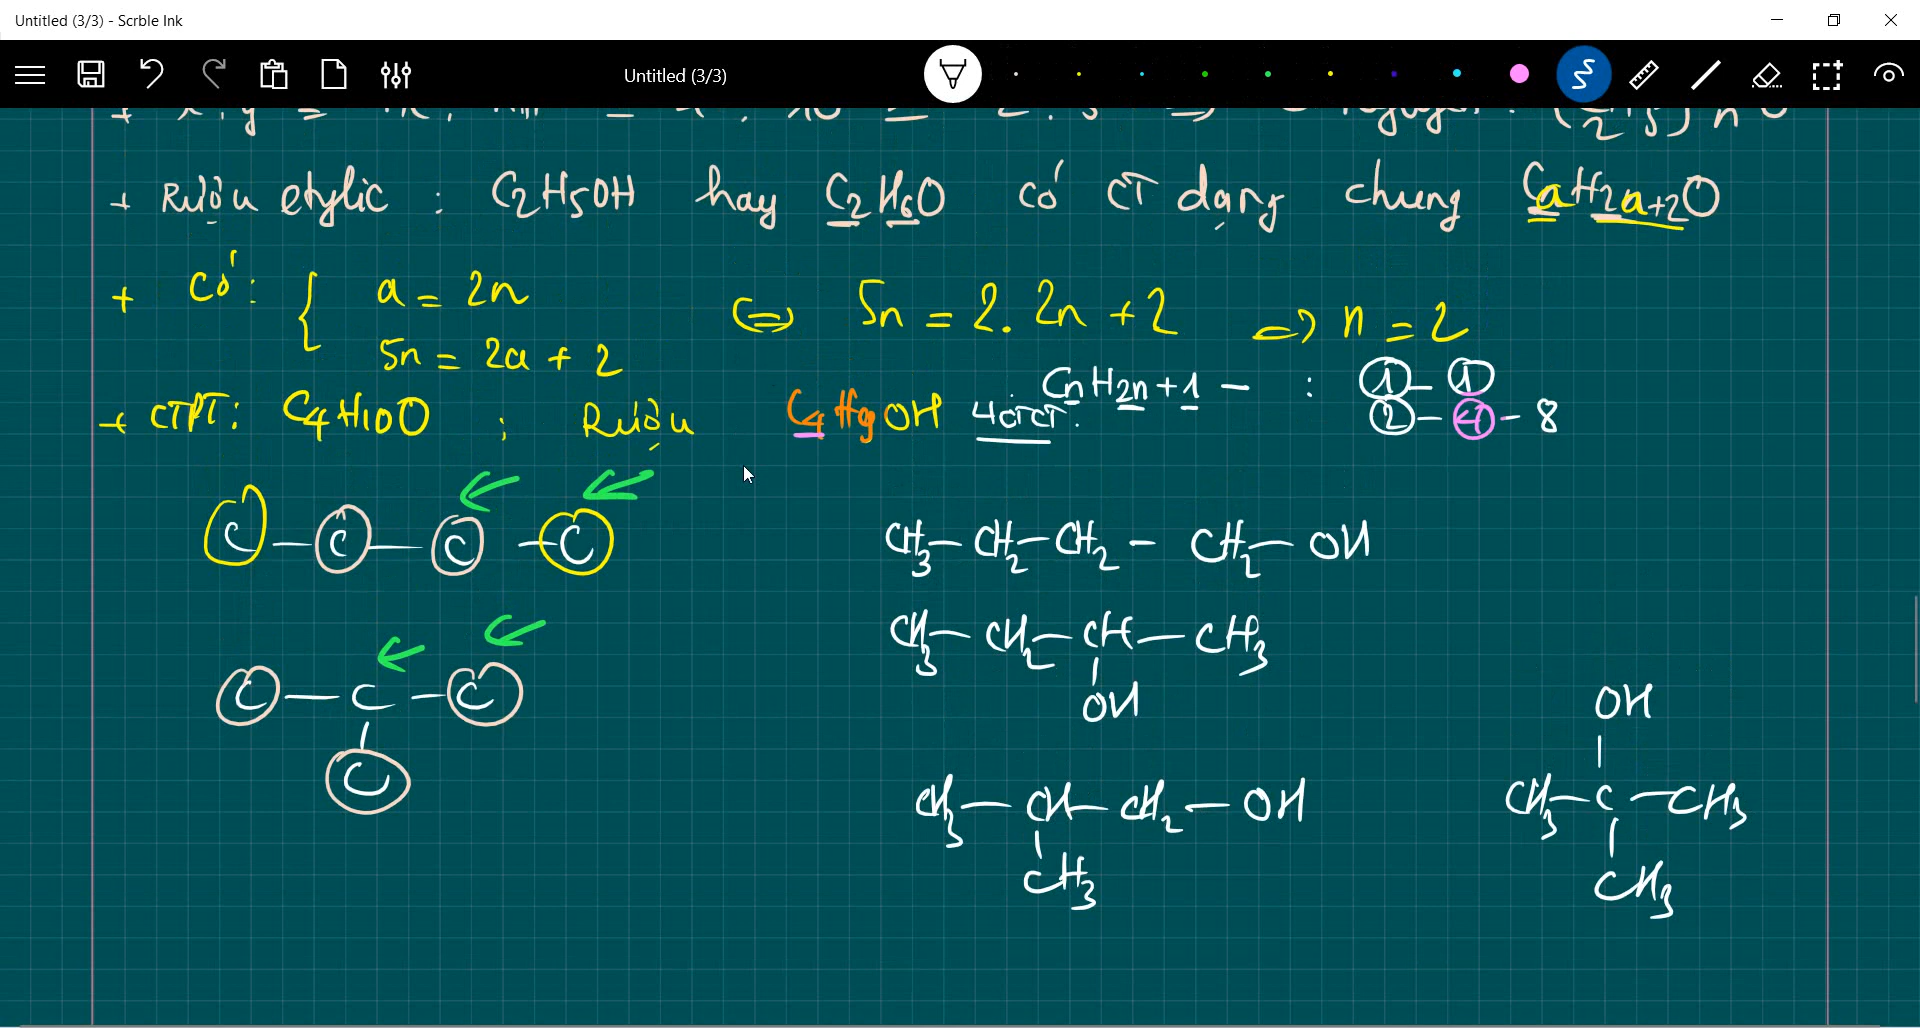 Untitled (3/3) - Scrble Ink
Untitled (3/3)
+ Rượu etylic : C2H5OH hay C2H6O có CT dạng chung CaH2a+2O
+ Có: { a = 2n
5n = 2a + 2
⇔ 5n = 2. 2n + 2 ⇔ n = 2
+ CTPT: C4H10O ; Rượu C4H9OH 4CTCT.
CnH2n+1 – : 1 – 1
2 – 4 – 8
C – C – C – C
CH3 – CH2 – CH2 – CH2 – OH
CH3 – CH2 – CH – CH3
OH
C – C – C
C
OH
CH3 – CH – CH2 – OH
CH3
CH3 – C – CH3
CH3